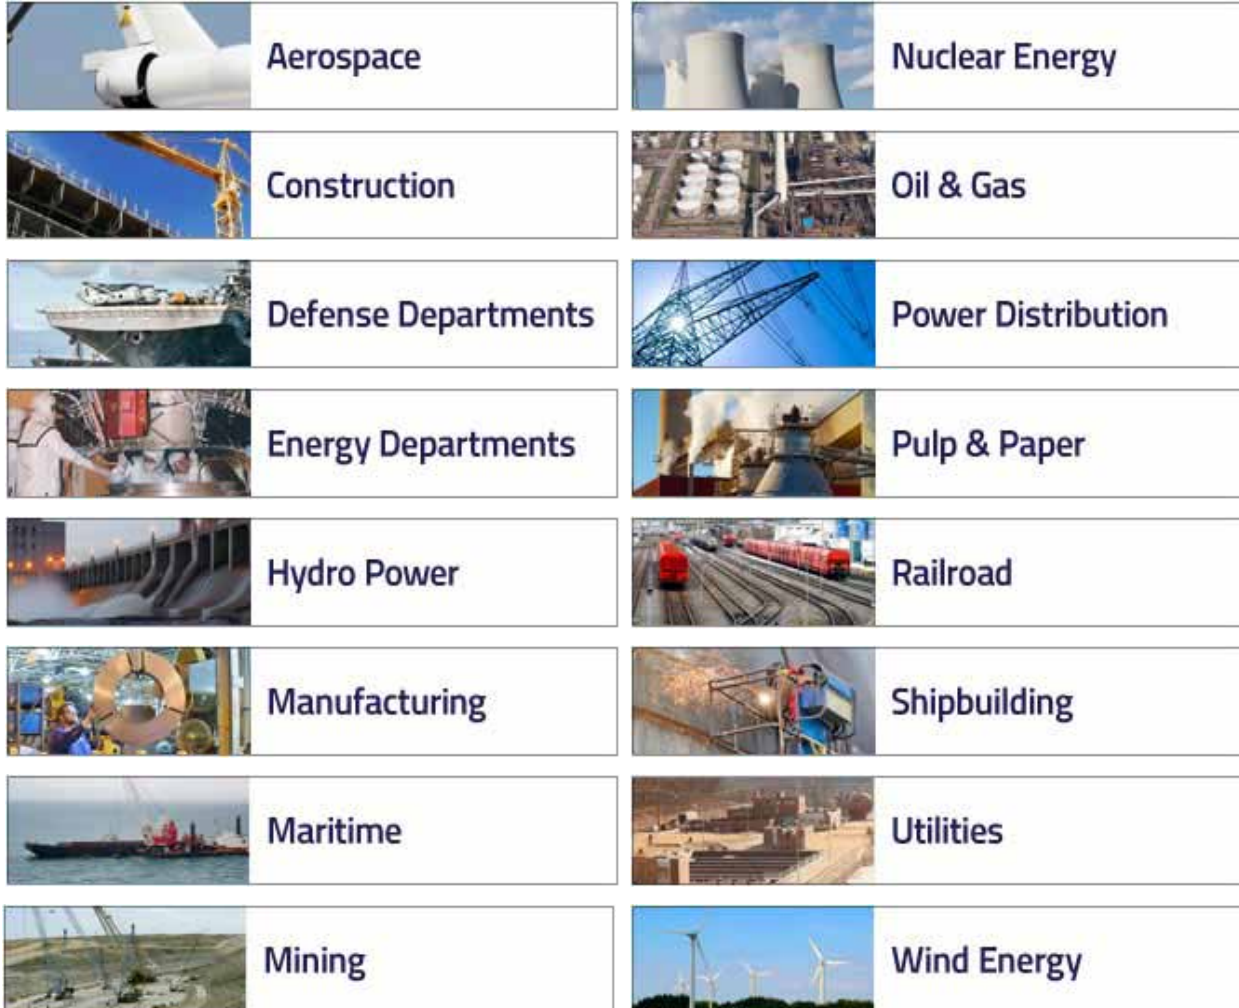 Aerospace
Construction
Defense Departments
Energy Departments
Hydro Power
Manufacturing
Maritime
Mining
Nuclear Energy
Oil & Gas
Power Distribution
Pulp & Paper
Railroad
Shipbuilding
Utilities
Wind Energy